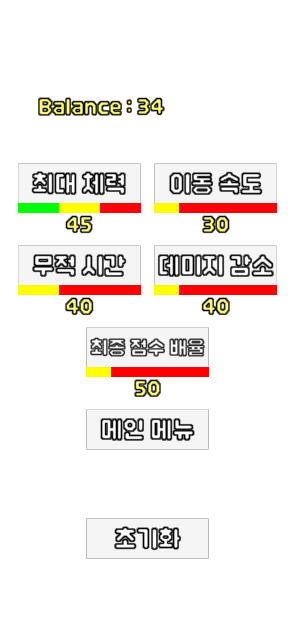 Balance : 34
최대 체력
이동 속도
45
30
무적 시간
데미지 감소
40
40
최종 점수 배율
50
메인 메뉴
초기화